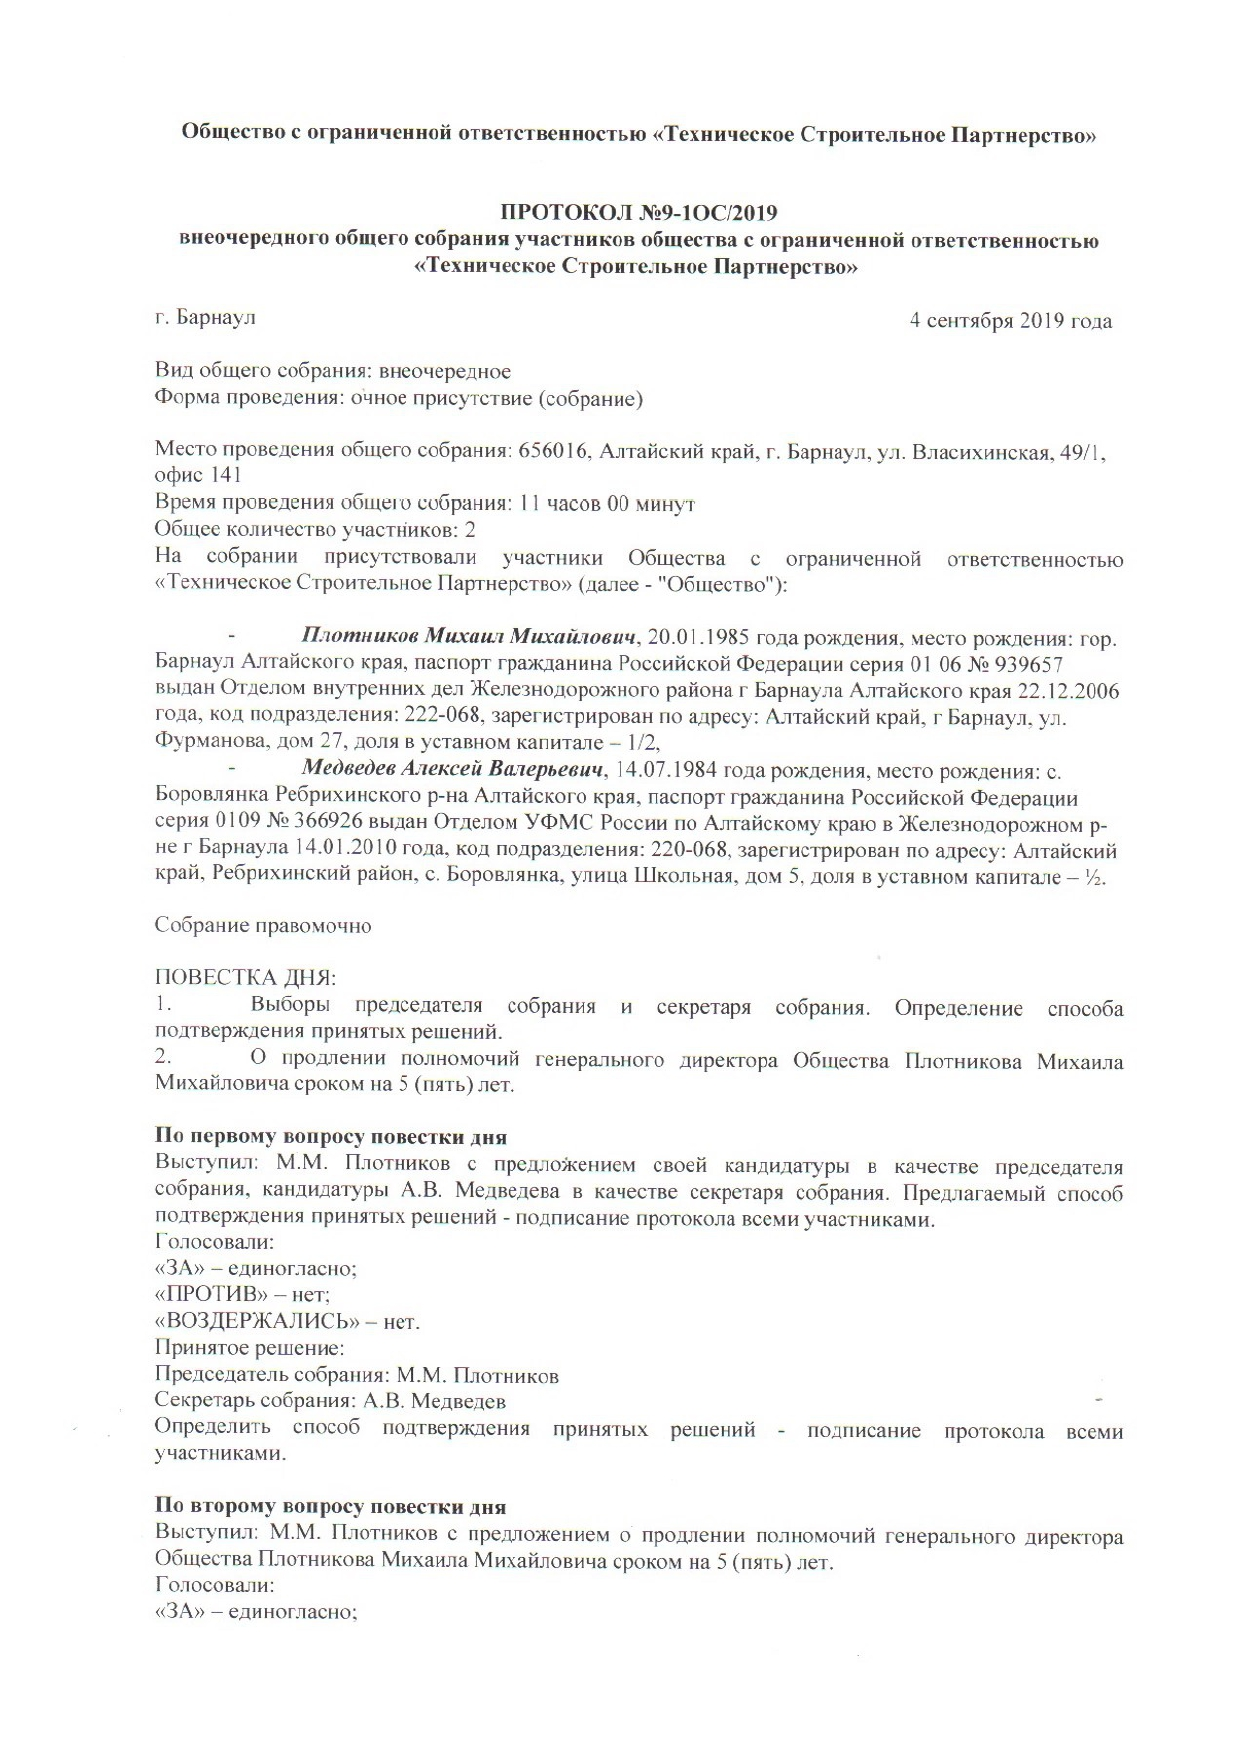 Общество с ограниченной ответственностью «Техническое Строительное Партнерство»
ПРОТОКОЛ №9-1ОС/2019
внеочередного общего собрания участников общества с ограниченной ответственностью
«Техническое Строительное Партнерство»
г. Барнаул 4 сентября 2019 года
Вид общего собрания: внеочередное
Форма проведения: очное присутствие (собрание)
Место проведения общего собрания: 656016, Алтайский край, г. Барнаул, ул. Власихинская, 49/1,
офис 141
Время проведения общего собрания: 11 часов 00 минут
Общее количество участников: 2
На собрании присутствовали участники Общества с ограниченной ответственностью
«Техническое Строительное Партнерство» (далее - "Общество"):
- Плотников Михаил Михайлович, 20.01.1985 года рождения, место рождения: гор.
Барнаул Алтайского края, паспорт гражданина Российской Федерации серия 01 06 № 939657
выдан Отделом внутренних дел Железнодорожного района г Барнаула Алтайского края 22.12.2006
года, код подразделения: 222-068, зарегистрирован по адресу: Алтайский край, г Барнаул, ул.
Фурманова, дом 27, доля в уставном капитале – 1/2,
- Медведев Алексей Валерьевич, 14.07.1984 года рождения, место рождения: с.
Боровлянка Ребрихинского р-на Алтайского края, паспорт гражданина Российской Федерации
серия 0109 № 366926 выдан Отделом УФМС России по Алтайскому краю в Железнодорожном р-
не г Барнаула 14.01.2010 года, код подразделения: 220-068, зарегистрирован по адресу: Алтайский
край, Ребрихинский район, с. Боровлянка, улица Школьная, дом 5, доля в уставном капитале – ½.
Собрание правомочно
ПОВЕСТКА ДНЯ:
1. Выборы председателя собрания и секретаря собрания. Определение способа
подтверждения принятых решений.
2. О продлении полномочий генерального директора Общества Плотникова Михаила
Михайловича сроком на 5 (пять) лет.
По первому вопросу повестки дня
Выступил: М.М. Плотников с предложением своей кандидатуры в качестве председателя
собрания, кандидатуры А.В. Медведева в качестве секретаря собрания. Предлагаемый способ
подтверждения принятых решений - подписание протокола всеми участниками.
Голосовали:
«ЗА» – единогласно;
«ПРОТИВ» – нет;
«ВОЗДЕРЖАЛИСЬ» – нет.
Принятое решение:
Председатель собрания: М.М. Плотников
Секретарь собрания: А.В. Медведев
Определить способ подтверждения принятых решений - подписание протокола всеми
участниками.
По второму вопросу повестки дня
Выступил: М.М. Плотников с предложением о продлении полномочий генерального директора
Общества Плотникова Михаила Михайловича сроком на 5 (пять) лет.
Голосовали:
«ЗА» – единогласно;